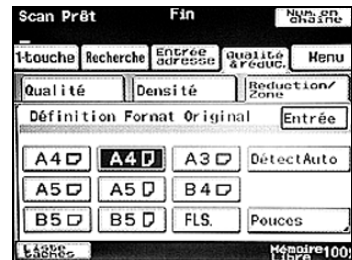 Scan Prêt Fin Num. en chaîne
1-touche Recherche Entrée adresse Qualité & réduc. Menu
Qualité Densité Réduction/ Zone
Définition Format Original Entrée
A4 A4 A3 DétectAuto
A5 A5 B4
B5 B5 FLS. Pouces
Liste tâches Mémoire Libre 100